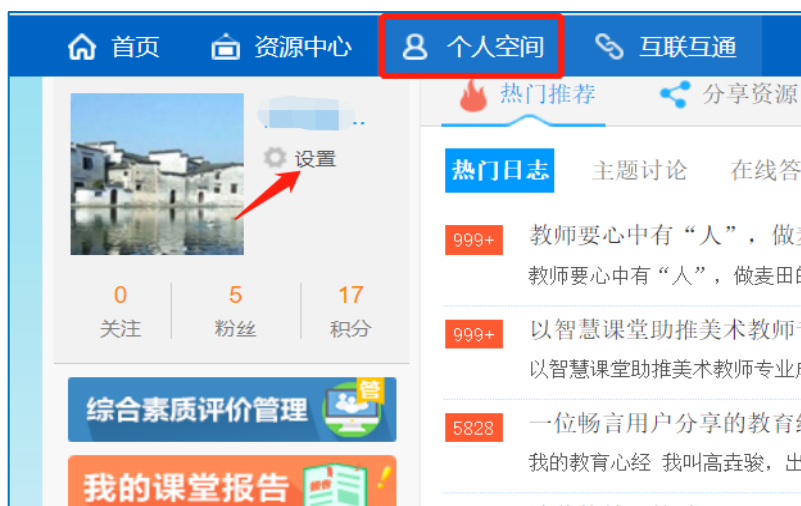 首页 资源中心 个人空间 互联互通
热门推荐 分享资源
设置
热门日志 主题讨论 在线答
999+ 教师要心中有“人”，做
教师要心中有“人”，做麦田
0 5 17
关注 粉丝 积分
999+ 以智慧课堂助推美术教师
以智慧课堂助推美术教师专业
综合素质评价管理 管
5828 一位畅言用户分享的教育
我的教育心经 我叫高垚骏，出
我的课堂报告